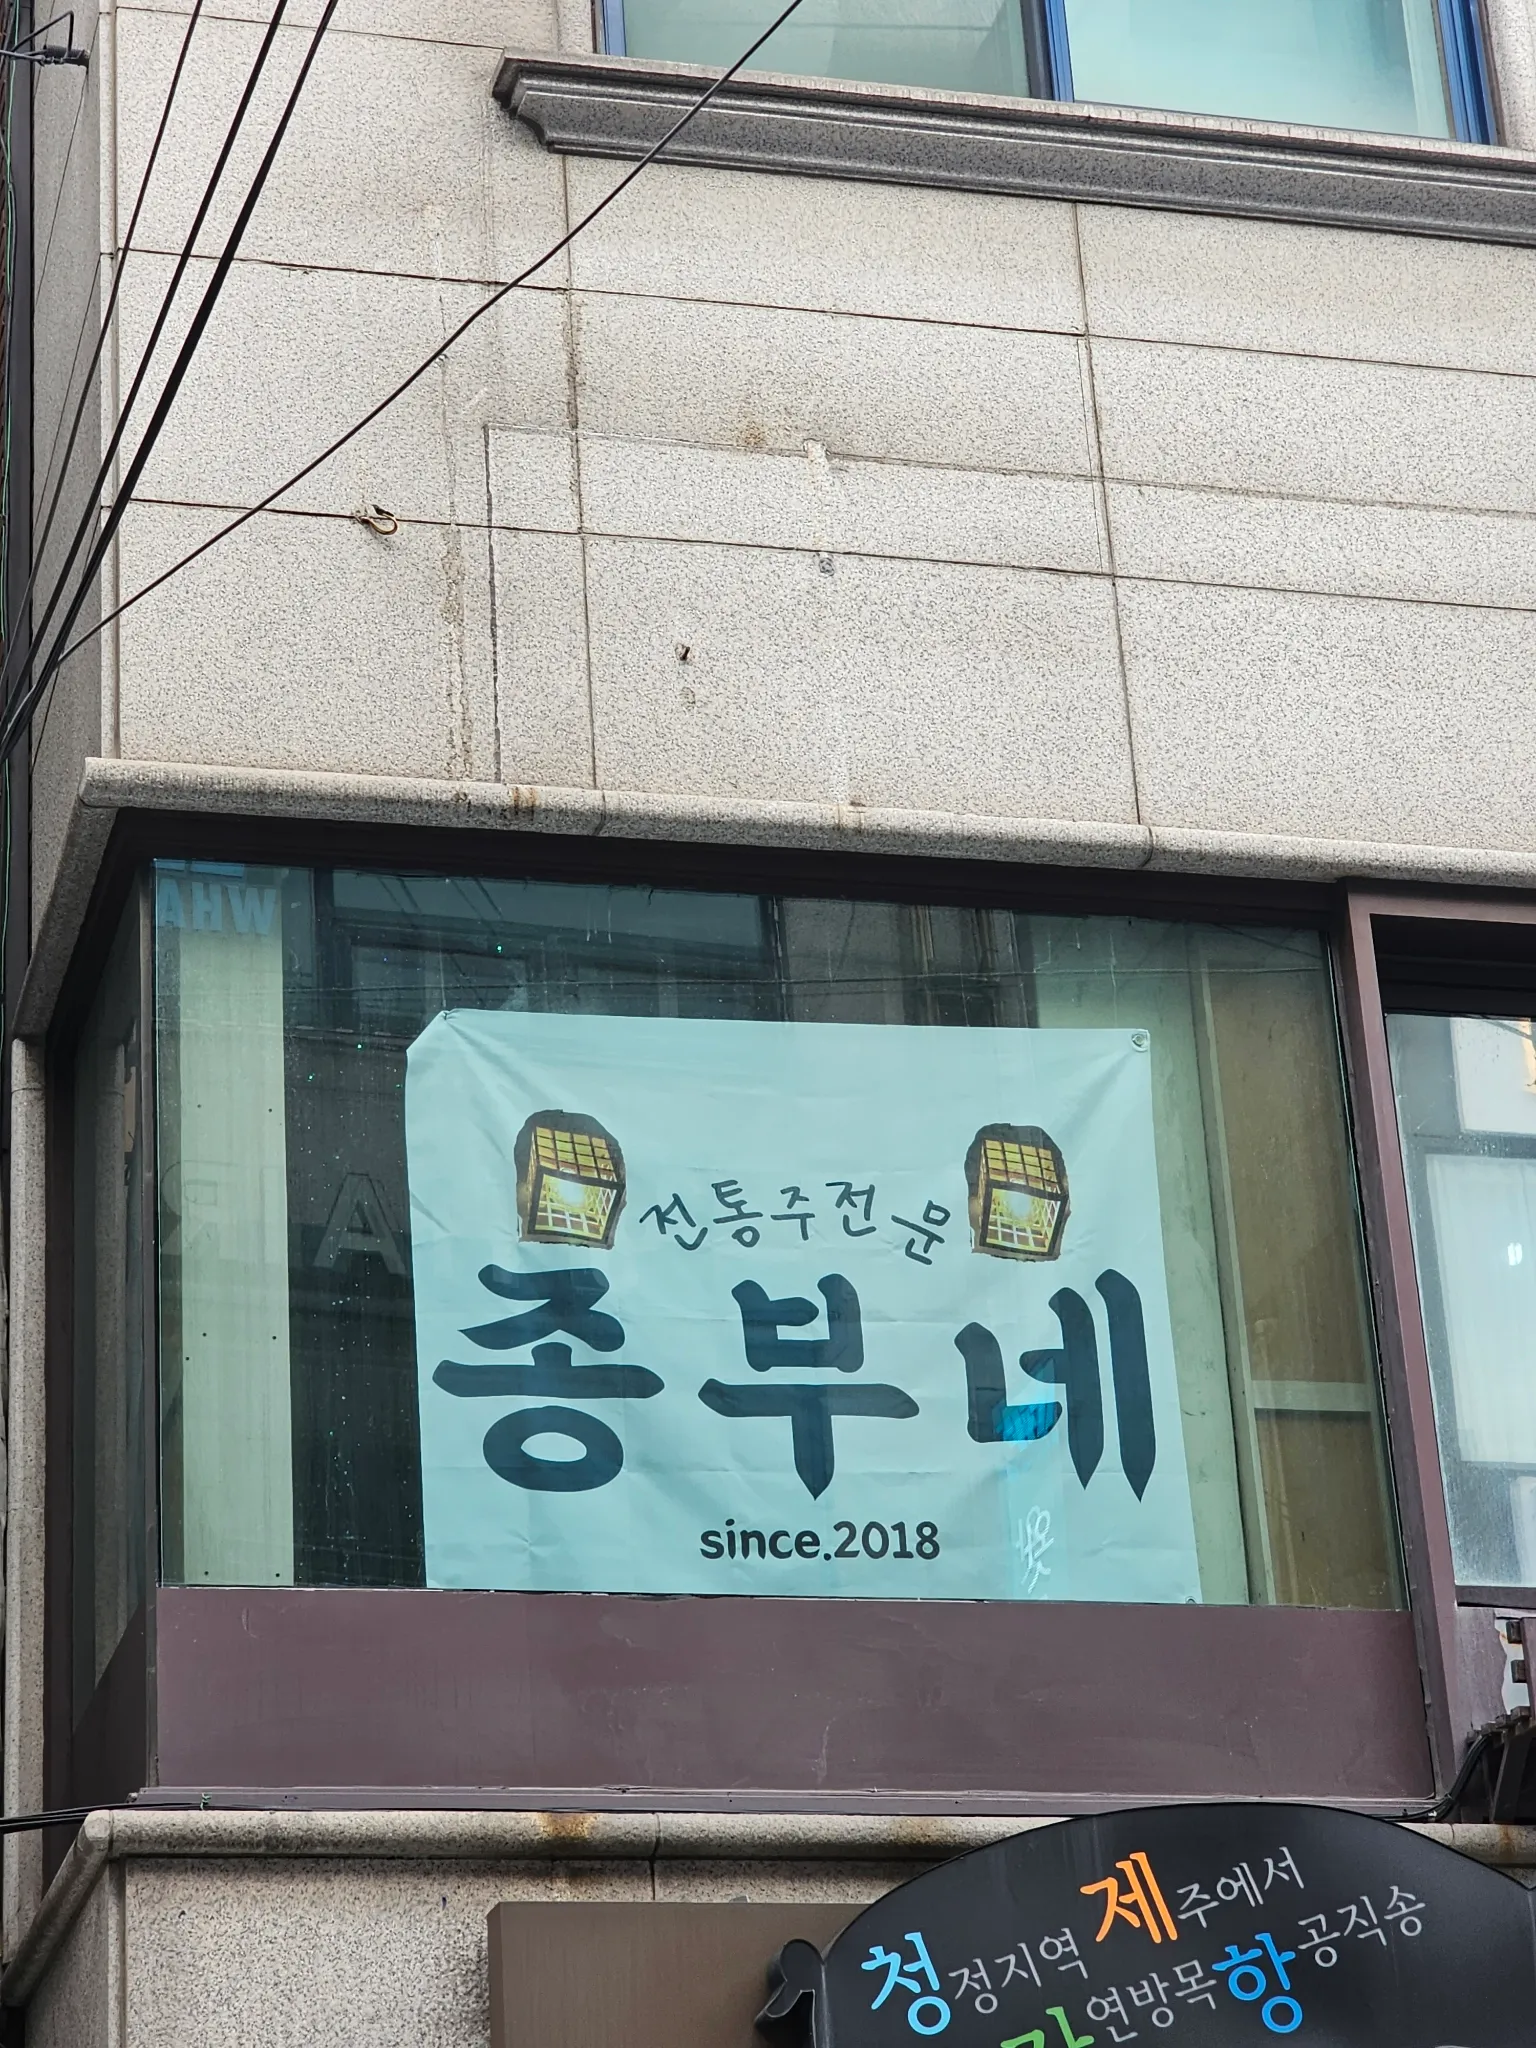 전통주전문
종부네
since.2018
청정지역 제주에서
자연방목 항공직송